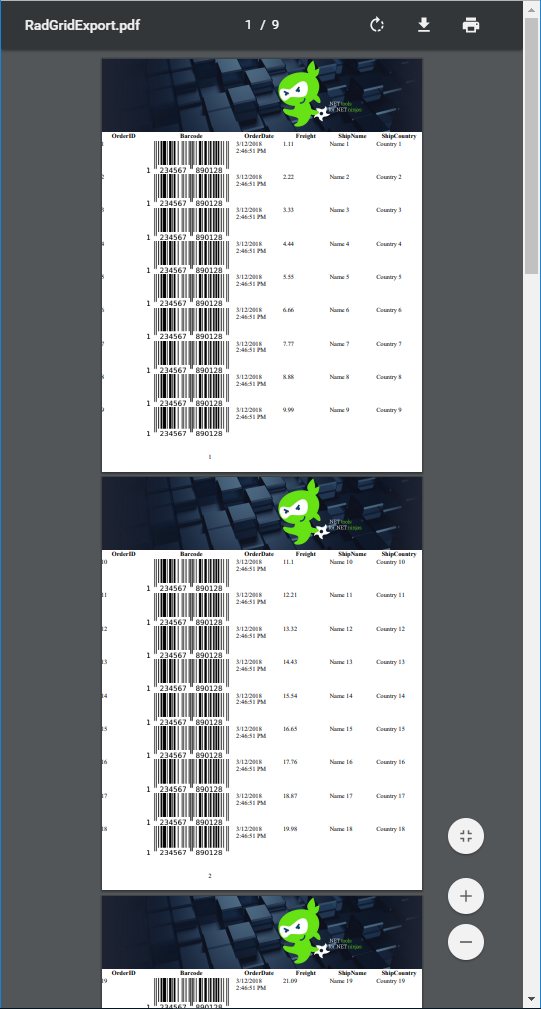 RadGridExport.pdf 1 / 9
.NET tools
for .NET ninjas
OrderID Barcode OrderDate Freight ShipName ShipCountry
1 3/12/2018 1.11 Name 1 Country 1
2:46:51 PM
1 234567 890128
2 3/12/2018 2.22 Name 2 Country 2
2:46:51 PM
1 234567 890128
3 3/12/2018 3.33 Name 3 Country 3
2:46:51 PM
1 234567 890128
4 3/12/2018 4.44 Name 4 Country 4
2:46:51 PM
1 234567 890128
5 3/12/2018 5.55 Name 5 Country 5
2:46:51 PM
1 234567 890128
6 3/12/2018 6.66 Name 6 Country 6
2:46:51 PM
1 234567 890128
7 3/12/2018 7.77 Name 7 Country 7
2:46:51 PM
1 234567 890128
8 3/12/2018 8.88 Name 8 Country 8
2:46:51 PM
1 234567 890128
9 3/12/2018 9.99 Name 9 Country 9
2:46:51 PM
1 234567 890128
1
.NET tools
for .NET ninjas
OrderID Barcode OrderDate Freight ShipName ShipCountry
10 3/12/2018 11.1 Name 10 Country 10
2:46:51 PM
1 234567 890128
11 3/12/2018 12.21 Name 11 Country 11
2:46:51 PM
1 234567 890128
12 3/12/2018 13.32 Name 12 Country 12
2:46:51 PM
1 234567 890128
13 3/12/2018 14.43 Name 13 Country 13
2:46:51 PM
1 234567 890128
14 3/12/2018 15.54 Name 14 Country 14
2:46:51 PM
1 234567 890128
15 3/12/2018 16.65 Name 15 Country 15
2:46:51 PM
1 234567 890128
16 3/12/2018 17.76 Name 16 Country 16
2:46:51 PM
1 234567 890128
17 3/12/2018 18.87 Name 17 Country 17
2:46:51 PM
1 234567 890128
18 3/12/2018 19.98 Name 18 Country 18
2:46:51 PM
1 234567 890128
2
.NET tools
for .NET ninjas
OrderID Barcode OrderDate Freight ShipName ShipCountry
19 3/12/2018 21.09 Name 19 Country 19
2:46:51 PM
1 234567 890128